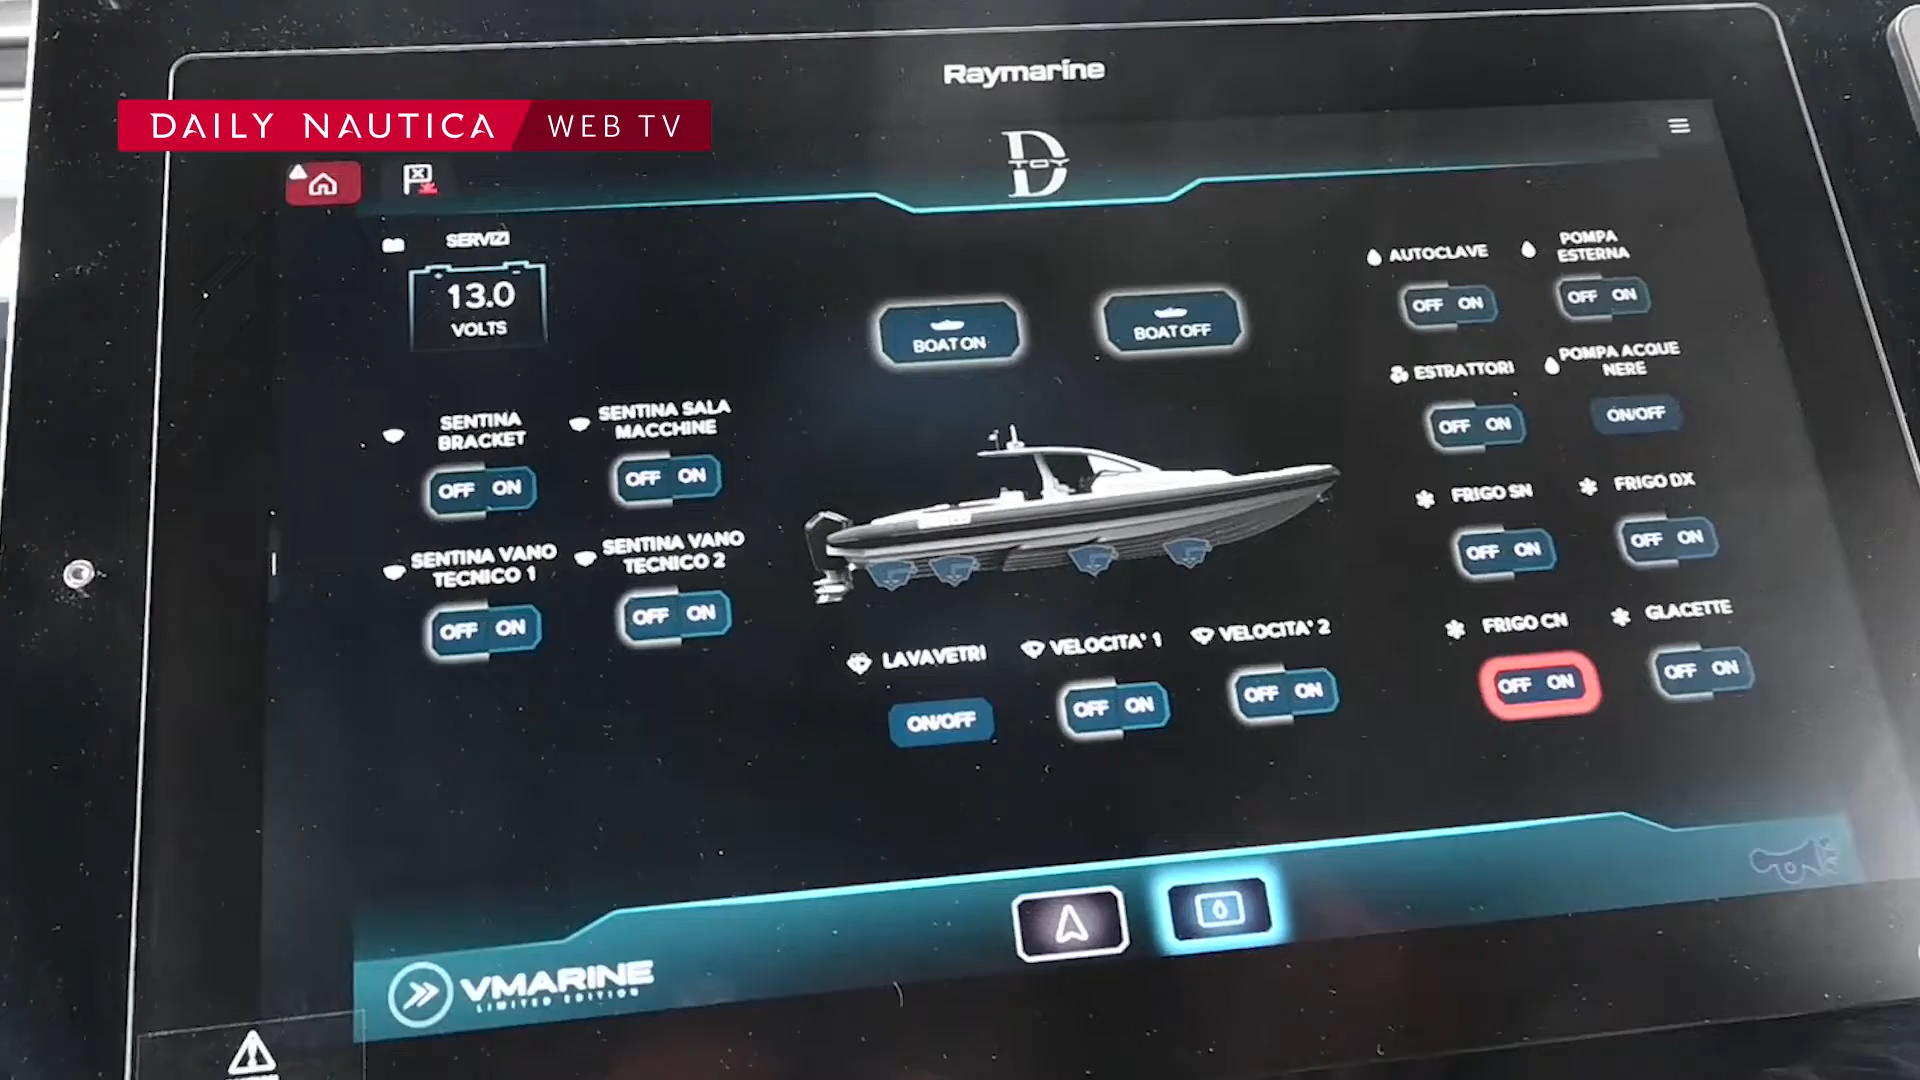 Raymarine
DAILY NAUTICA WEB TV
D TOY
SERVIZI
13.0
VOLTS
BOAT ON
BOAT OFF
AUTOCLAVE
OFF ON
POMPA
ESTERNA
OFF ON
ESTRATTORI
OFF ON
POMPA ACQUE
NERE
ON/OFF
SENTINA
BRACKET
OFF ON
SENTINA SALA
MACCHINE
OFF ON
SENTINA VANO
TECNICO 1
OFF ON
SENTINA VANO
TECNICO 2
OFF ON
FRIGO SN
OFF ON
FRIGO DX
OFF ON
FRIGO CN
OFF ON
GLACETTE
OFF ON
LAVAVETRI
ON/OFF
VELOCITA' 1
OFF ON
VELOCITA' 2
OFF ON
VMARINE
LIMITED EDITION